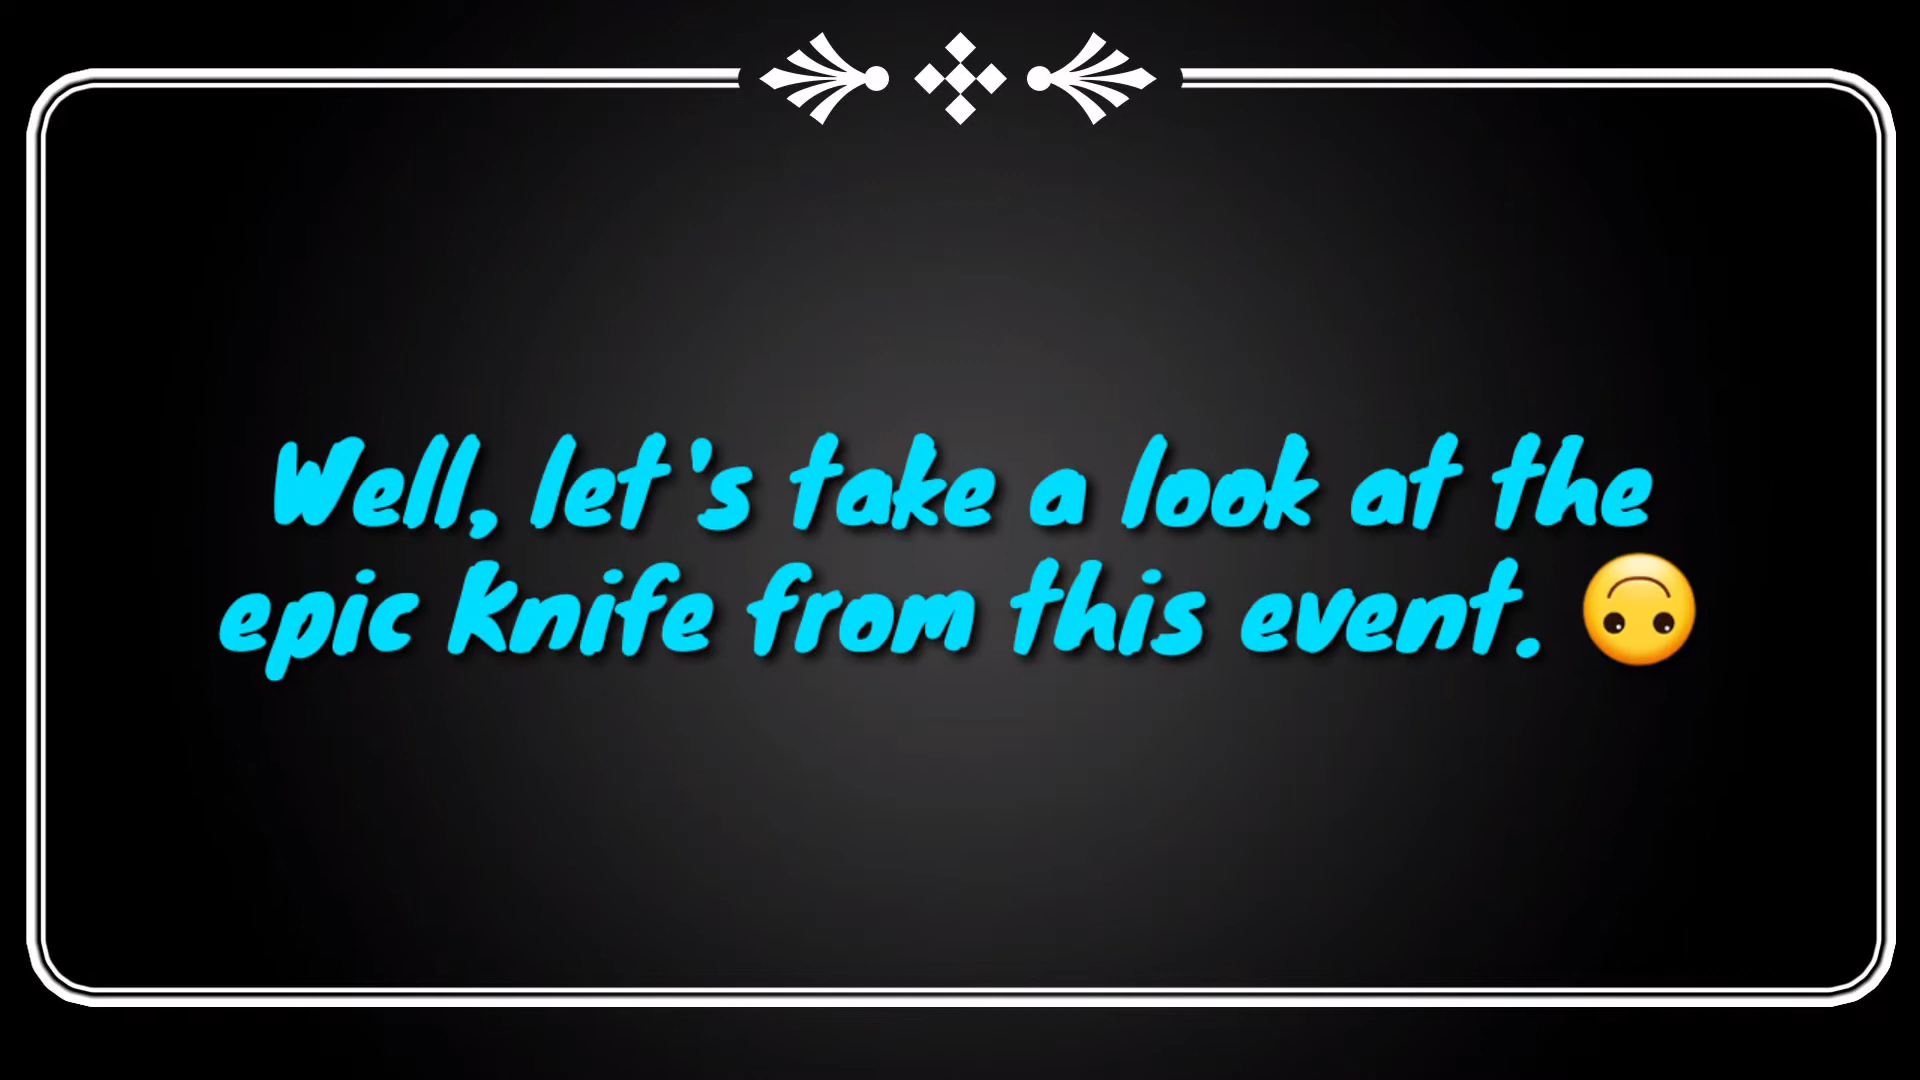 Well, let's take a look at the
epic Knife from this event. 🙃